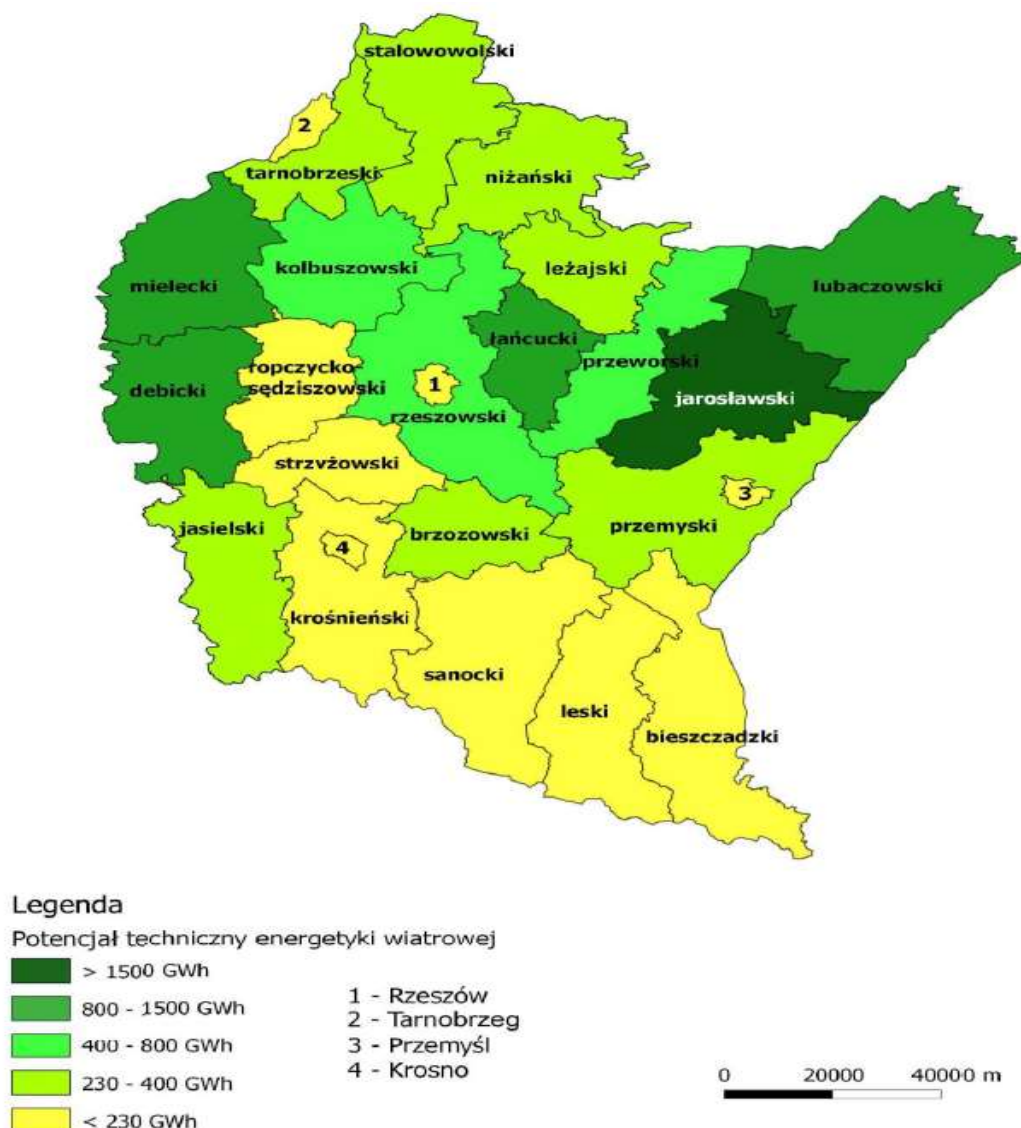 stalowowolski
2
tarnobrzeski
niżański
kolbuszowski
leżajski
mielecki
lubaczowski
łańcucki
ropczycko-
przeworski
debicki
sędziszowski
1
jarosławski
rzeszowski
strzyżowski
3
jasielski
brzozowski
przemyski
4
krośnieński
sanocki
leski
bieszczadzki
Legenda
Potencjał techniczny energetyki wiatrowej
> 1500 GWh
800 - 1500 GWh
400 - 800 GWh
230 - 400 GWh
< 230 GWh
1 - Rzeszów
2 - Tarnobrzeg
3 - Przemyśl
4 - Krosno
0 20000 40000 m